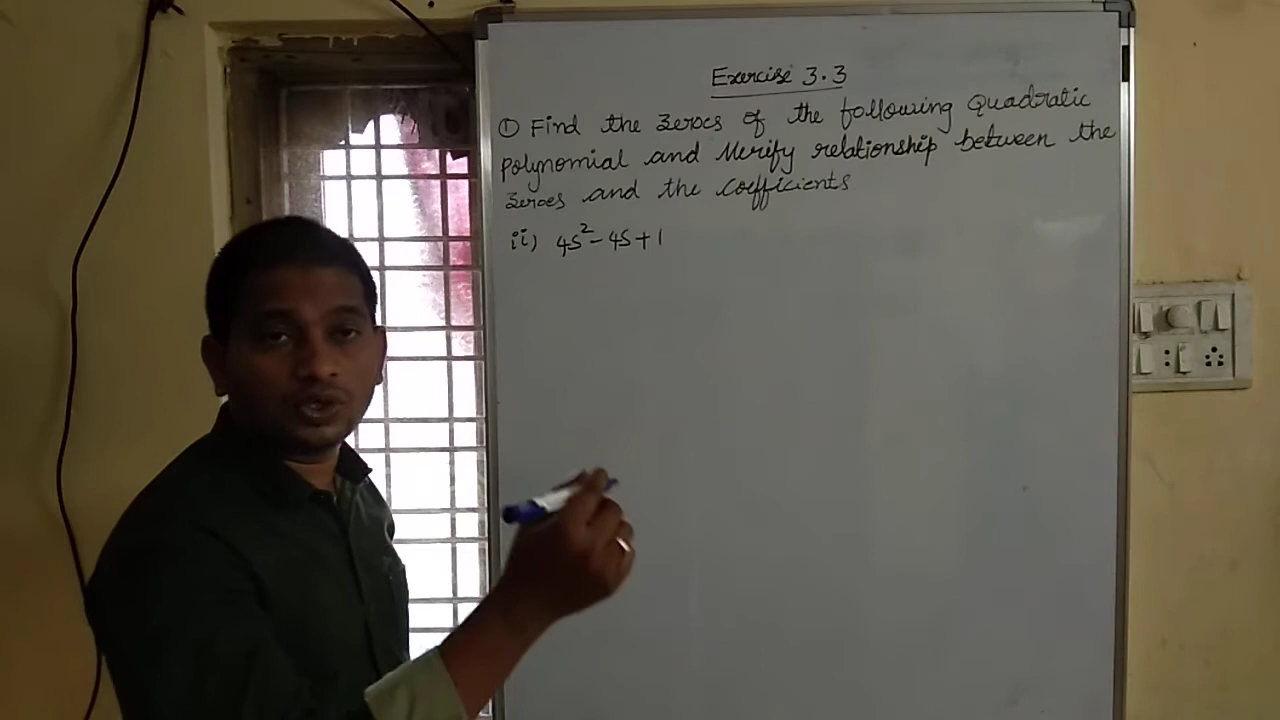 Exercise 3.3
① Find the zeroes of the following Quadratic
polynomial and Verify relationship between the
zeroes and the coefficients
ii) 4s²-4s+1